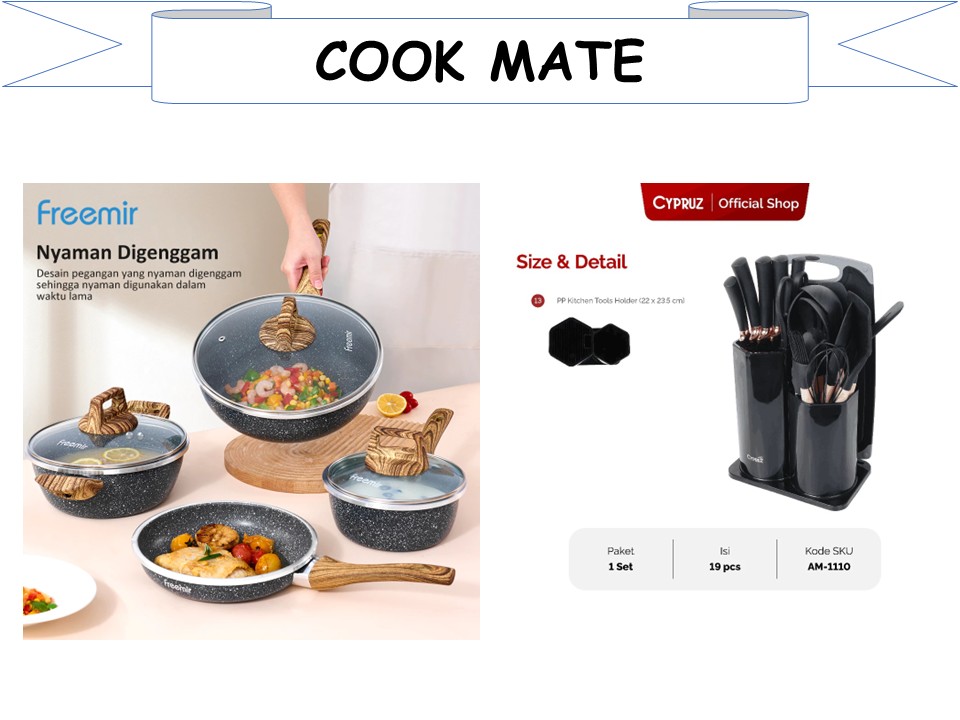 COOK MATE
Freemir
Nyaman Digenggam
Desain pegangan yang nyaman digenggam
sehingga nyaman digunakan dalam
waktu lama
Freemir
Freemir
Freemir
Freemir
CYPRUZ Official Shop
Size & Detail
13 PP Kitchen Tools Holder (22 x 23.5 cm)
CYPRUZ
Paket Isi Kode SKU
1 Set 19 pcs AM-1110